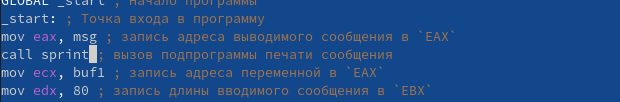 GLOBAL _start ; Начало программы
_start: ; Точка входа в программу
mov eax, msg ; запись адреса выводимого сообщения в `EAX`
call sprint ; вызов подпрограммы печати сообщения
mov ecx, buf1 ; запись адреса переменной в `EAX`
mov edx, 80 ; запись длины вводимого сообщения в `EBX`